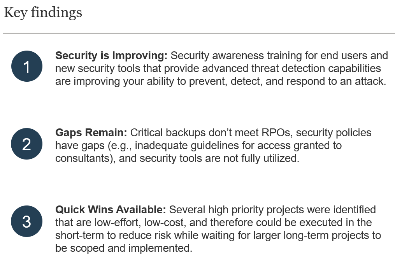 Key findings
1
Security is Improving: Security awareness training for end users and
new security tools that provide advanced threat detection capabilities
are improving your ability to prevent, detect, and respond to an attack.
2
Gaps Remain: Critical backups don't meet RPOs, security policies
have gaps (e.g., inadequate guidelines for access granted to
consultants), and security tools are not fully utilized.
3
Quick Wins Available: Several high priority projects were identified
that are low-effort, low-cost, and therefore could be executed in the
short-term to reduce risk while waiting for larger long-term projects to
be scoped and implemented.